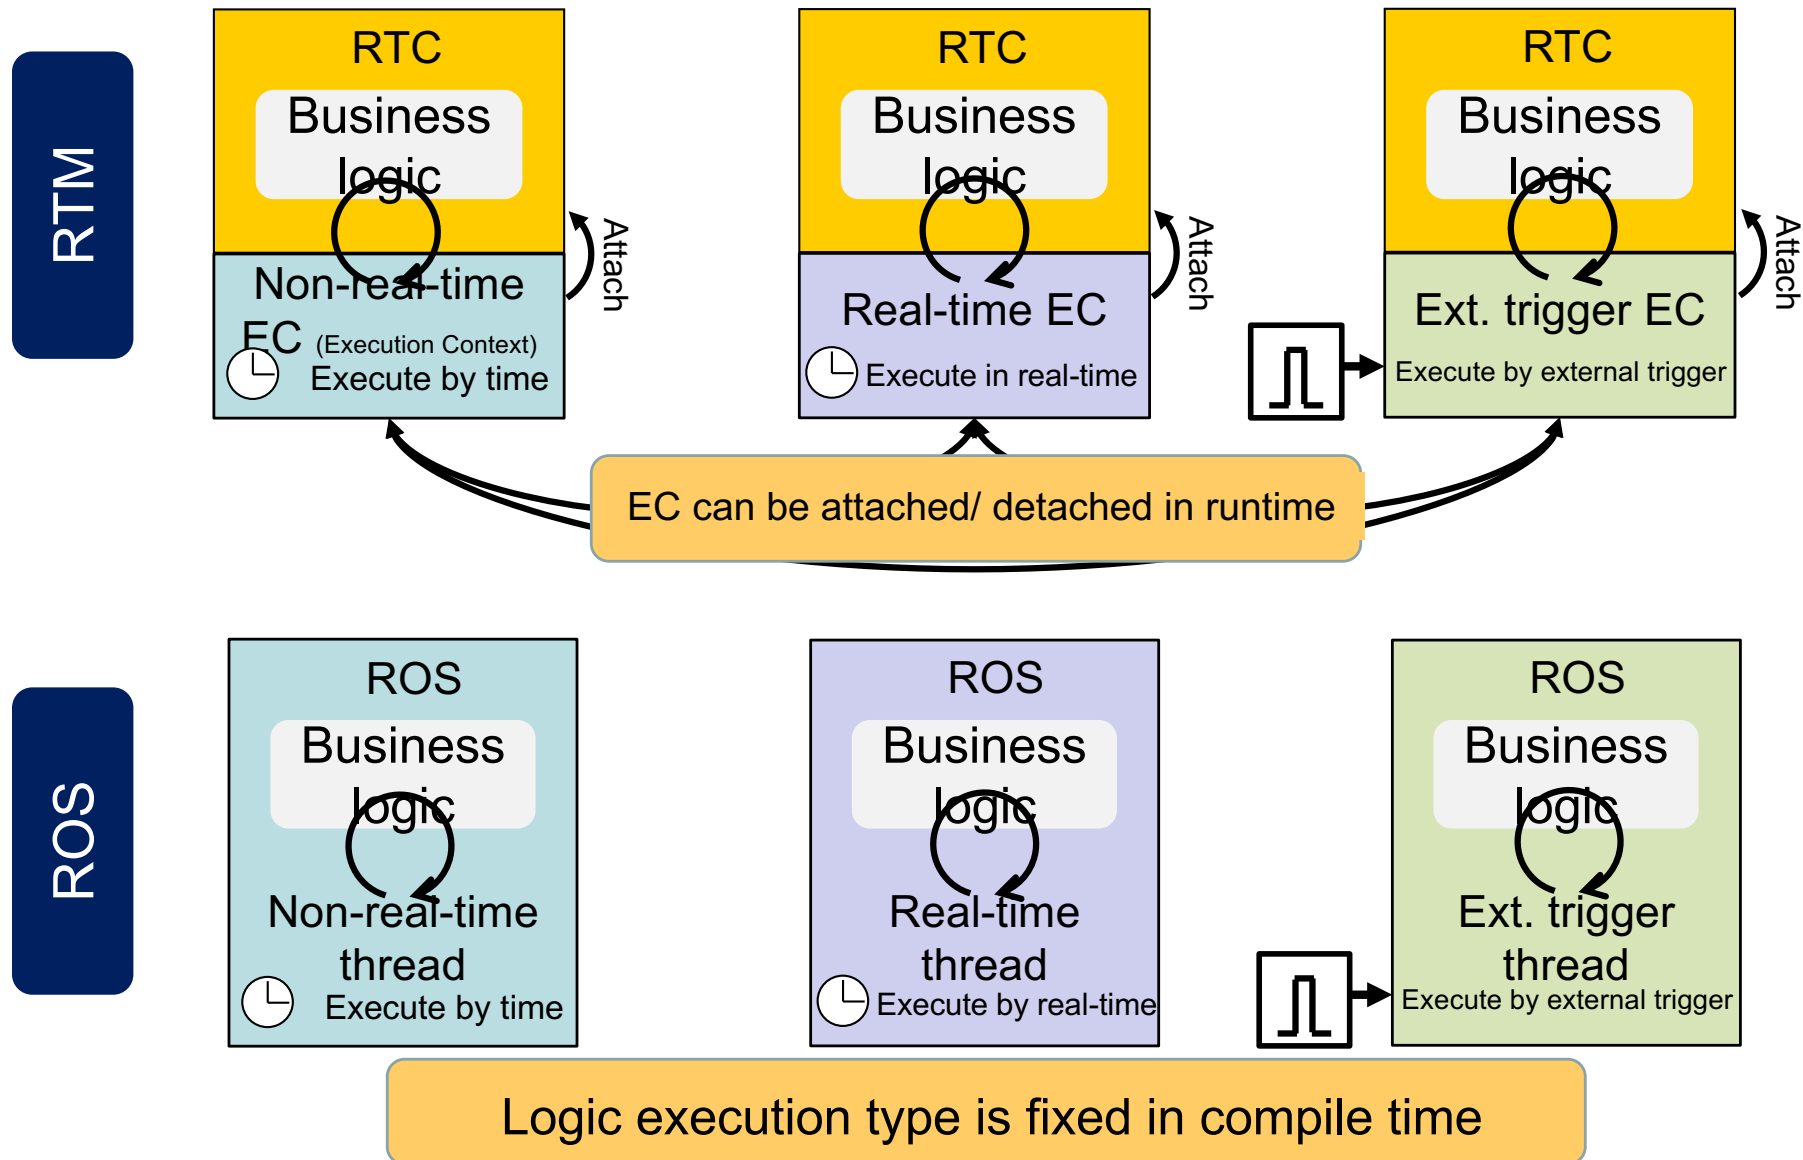 RTM
RTC
Business
logic
Non-real-time
EC (Execution Context)
Execute by time
Attach
RTC
Business
logic
Real-time EC
Execute in real-time
Attach
RTC
Business
logic
Ext. trigger EC
Execute by external trigger
Attach
EC can be attached/ detached in runtime
ROS
ROS
Business
logic
Non-real-time
thread
Execute by time
ROS
Business
logic
Real-time
thread
Execute by real-time
ROS
Business
logic
Ext. trigger
thread
Execute by external trigger
Logic execution type is fixed in compile time